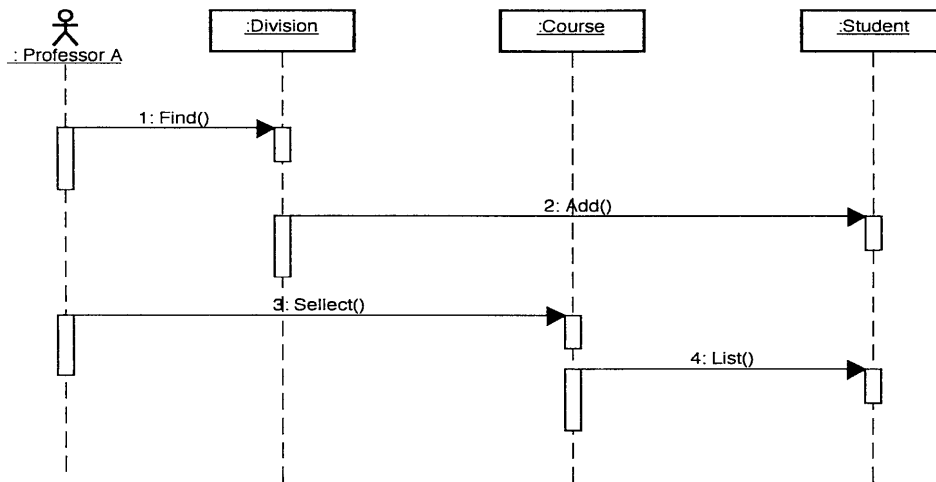 : Professor A
:Division
:Course
:Student
1: Find()
2: Add()
3: Sellect()
4: List()